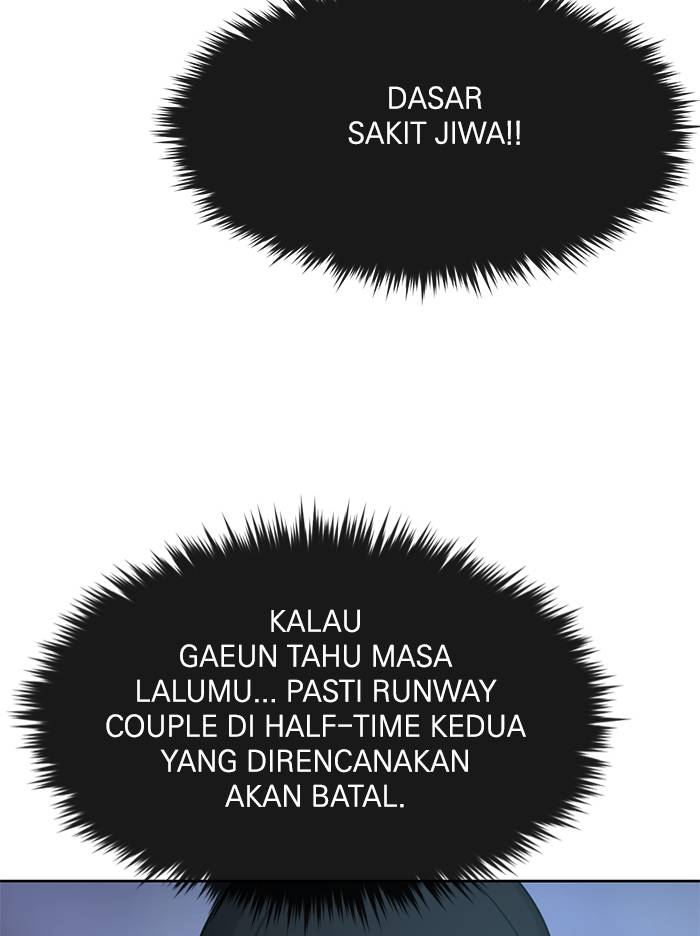 DASAR
SAKIT JIWA!!
KALAU
GAEUN TAHU MASA
LALUMU... PASTI RUNWAY
COUPLE DI HALF-TIME KEDUA
YANG DIRENCANAKAN
AKAN BATAL.